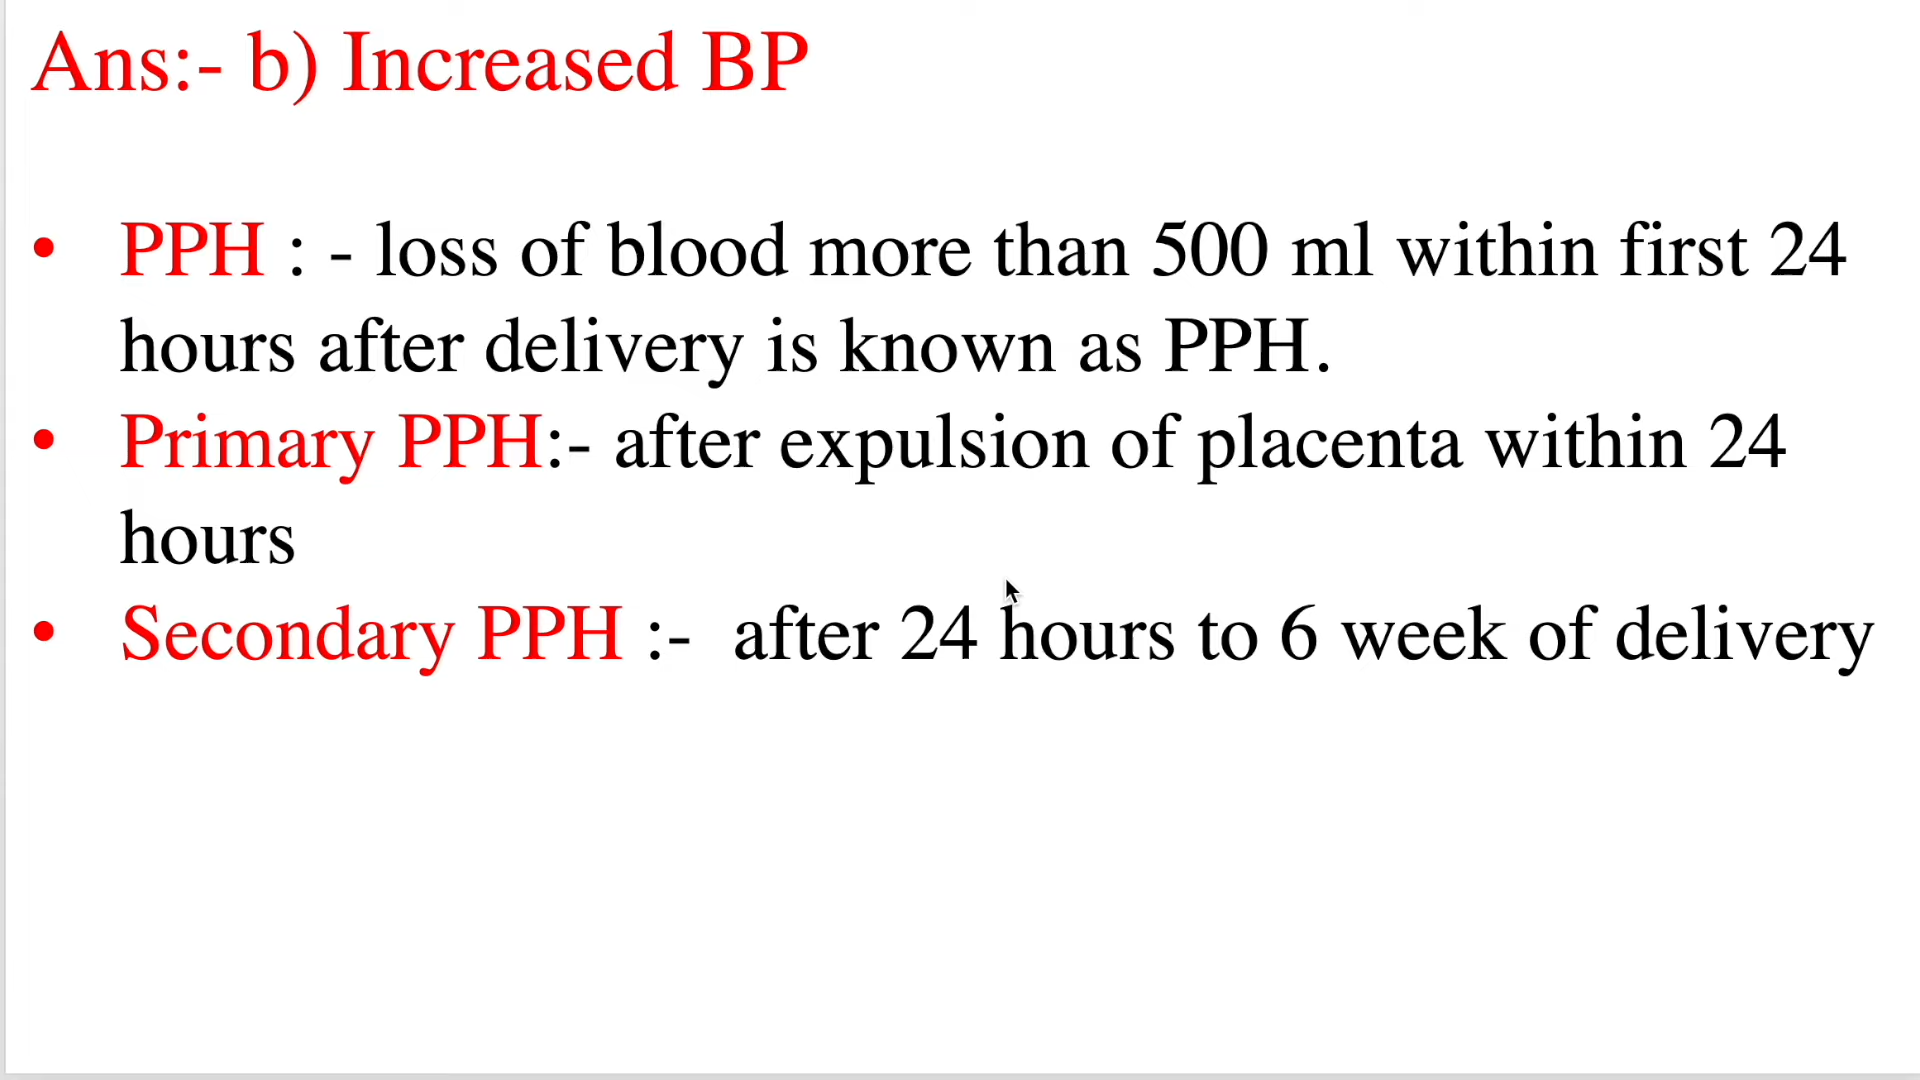 Ans:- b) Increased BP
• PPH : - loss of blood more than 500 ml within first 24
hours after delivery is known as PPH.
• Primary PPH:- after expulsion of placenta within 24
hours
• Secondary PPH :- after 24 hours to 6 week of delivery